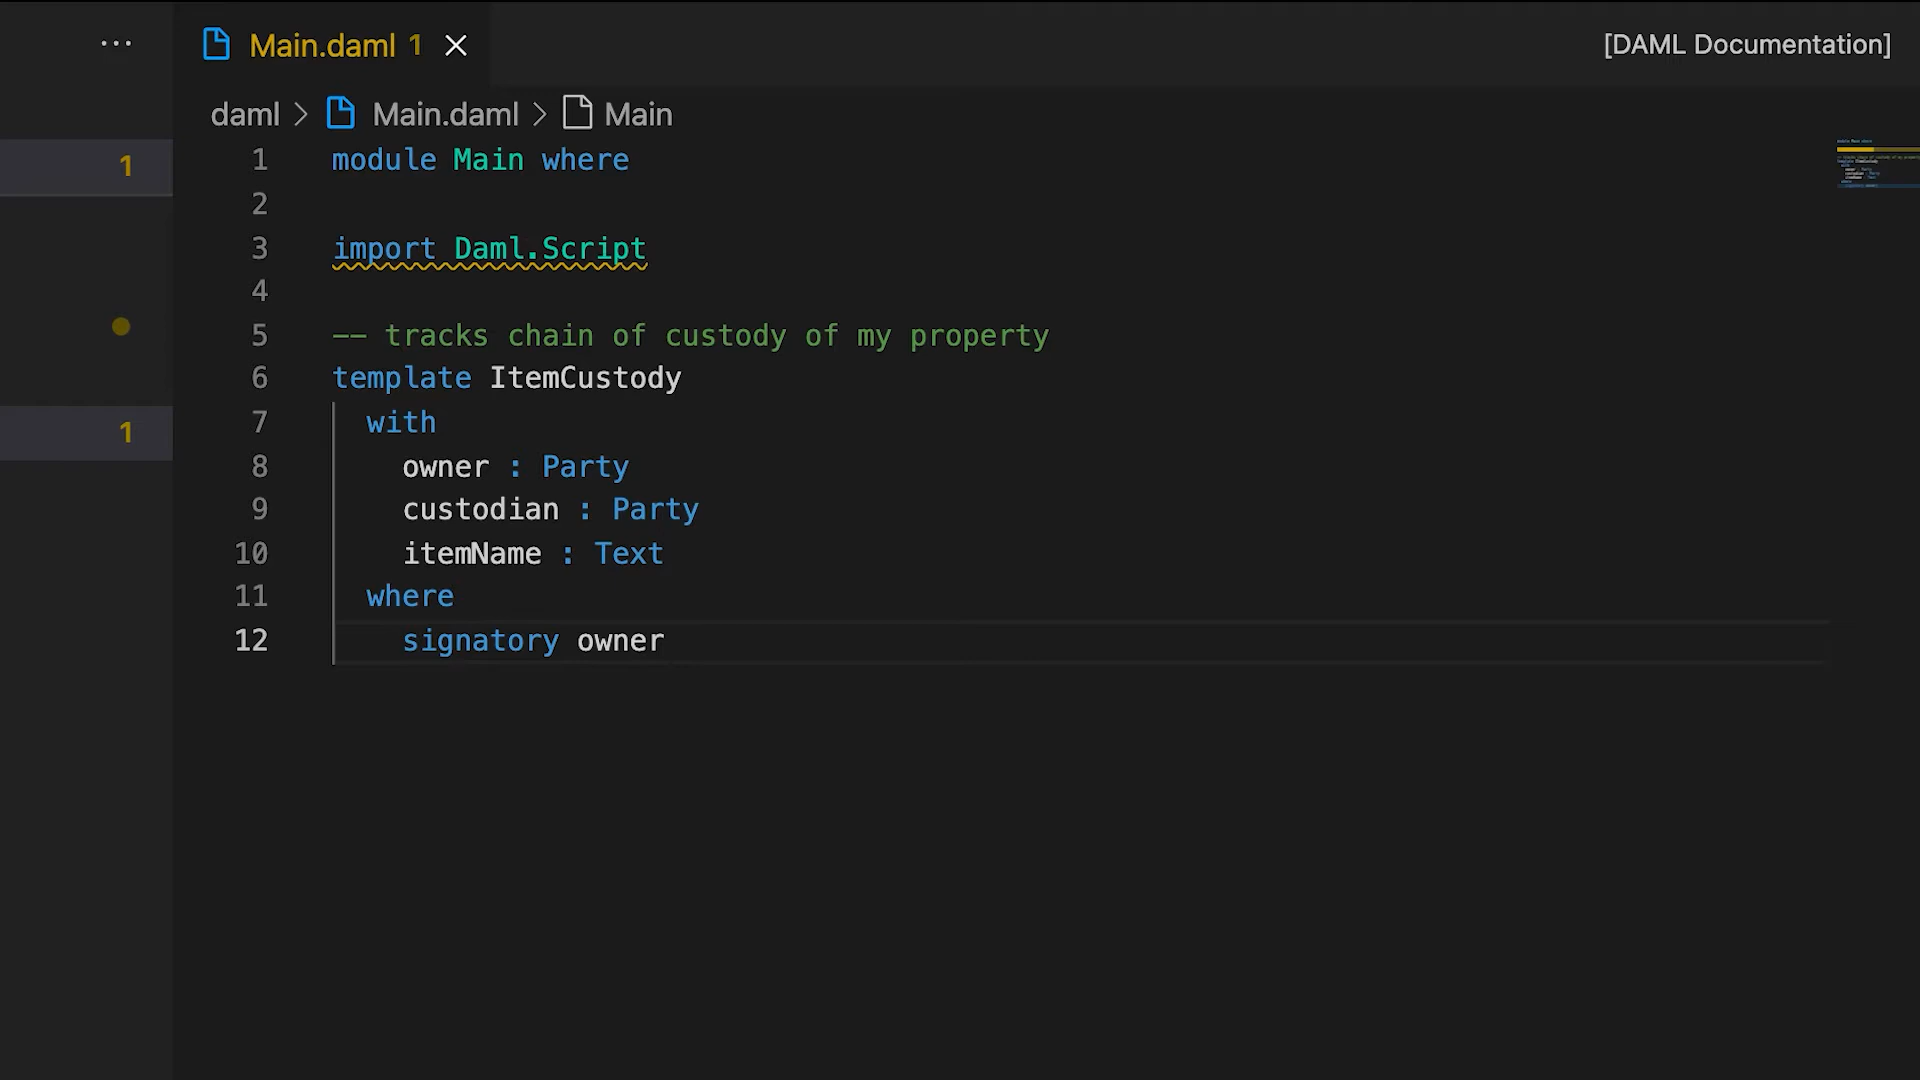 Main.daml 1
[DAML Documentation]
daml > Main.daml > Main
1
1 module Main where
2
3 import Daml.Script
4
5 -- tracks chain of custody of my property
6 template ItemCustody
7 with
8 owner : Party
1
9 custodian : Party
10 itemName : Text
11 where
12 signatory owner